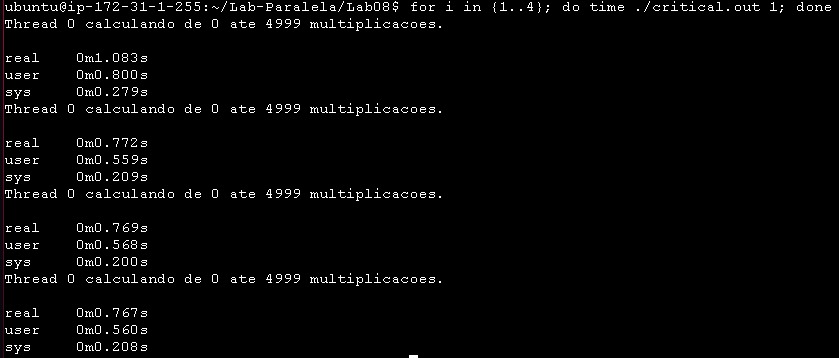 ubuntu@ip-172-31-1-255:~/Lab-Paralela/Lab08$ for i in {1..4}; do time ./critical.out 1; done
Thread 0 calculando de 0 ate 4999 multiplicacoes.
real 0m1.083s
user 0m0.800s
sys 0m0.279s
Thread 0 calculando de 0 ate 4999 multiplicacoes.
real 0m0.772s
user 0m0.559s
sys 0m0.209s
Thread 0 calculando de 0 ate 4999 multiplicacoes.
real 0m0.769s
user 0m0.568s
sys 0m0.200s
Thread 0 calculando de 0 ate 4999 multiplicacoes.
real 0m0.767s
user 0m0.560s
sys 0m0.208s